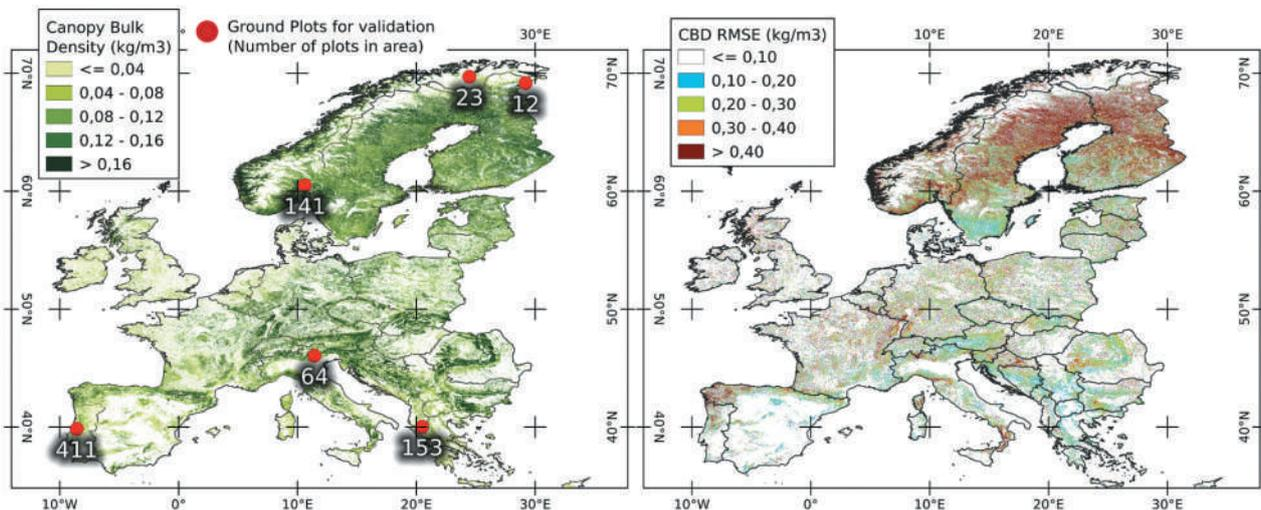 Canopy Bulk
Density (kg/m3)
<= 0,04
0,04 - 0,08
0,08 - 0,12
0,12 - 0,16
> 0,16
Ground Plots for validation
(Number of plots in area)
30°E
70°N
60°N
50°N
40°N
70°N
60°N
50°N
40°N
23
12
141
64
411
153
10°W
0°
10°E
20°E
30°E
CBD RMSE (kg/m3)
<= 0,10
0,10 - 0,20
0,20 - 0,30
0,30 - 0,40
> 0,40
10°E
20°E
30°E
70°N
60°N
50°N
40°N
10°W
0°
10°E
20°E
30°E